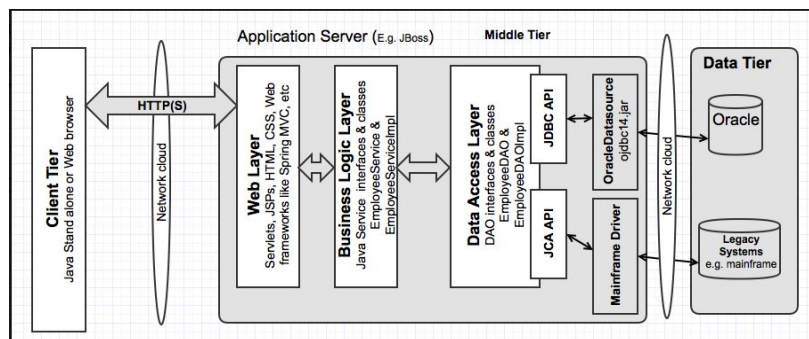 Application Server (E.g. JBoss)
Middle Tier
Client Tier
Java Stand alone or Web browser
HTTP(S)
Network cloud
Web Layer
Servlets, JSPs, HTML, CSS, Web
frameworks like Spring MVC, etc
Business Logic Layer
Java Service interfaces & classes
EmployeeService &
EmployeeServiceImpl
Data Access Layer
DAO interfaces & classes
EmployeeDAO &
EmployeeDAOImpl
JDBC API
JCA API
OracleDatasource
ojdbc14.jar
Mainframe Driver
Network cloud
Data Tier
Oracle
Legacy
Systems
e.g. mainframe